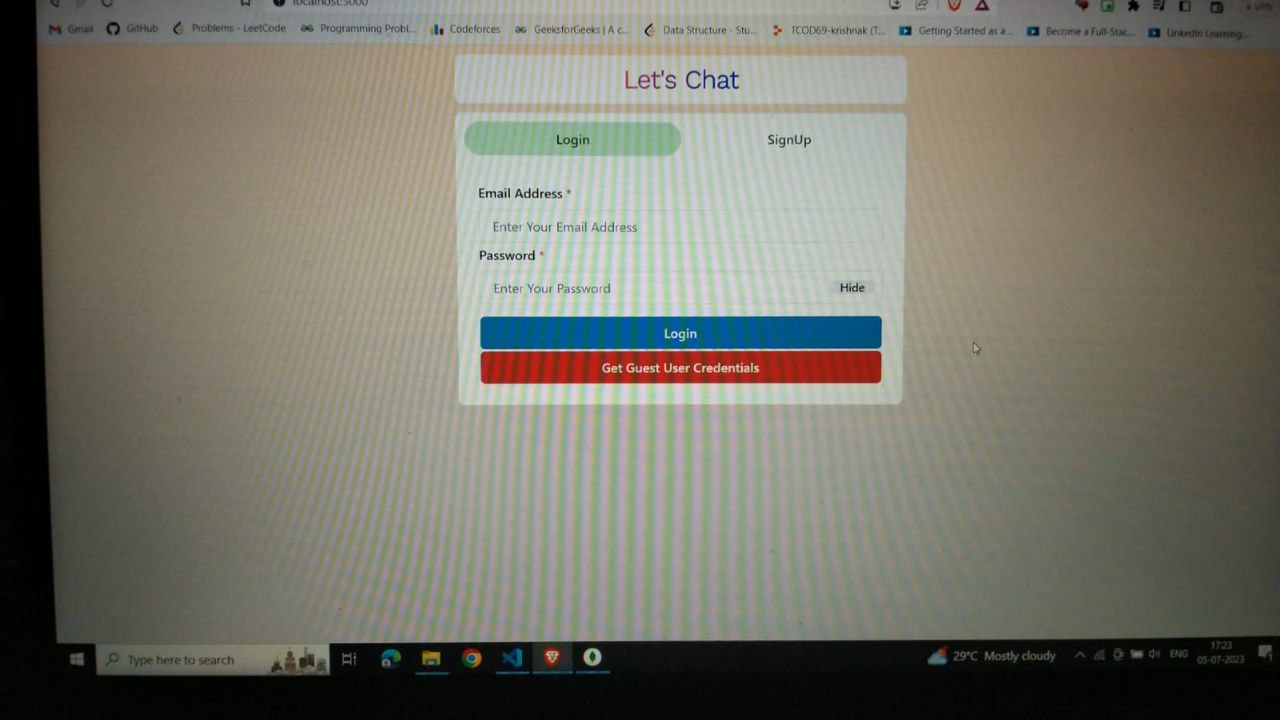 localhost:3000
Gmail GitHub Problems - LeetCode Programming Probl... Codeforces GeeksforGeeks | A c... Data Structure - Stu... TCOD69-krishnak (T... Getting Started as a... Become a Full-Stac... LinkedIn Learning:...
Let's Chat
Login SignUp
Email Address *
Enter Your Email Address
Password *
Enter Your Password Hide
Login
Get Guest User Credentials
Type here to search 29°C Mostly cloudy ENG 17:23
05-07-2023